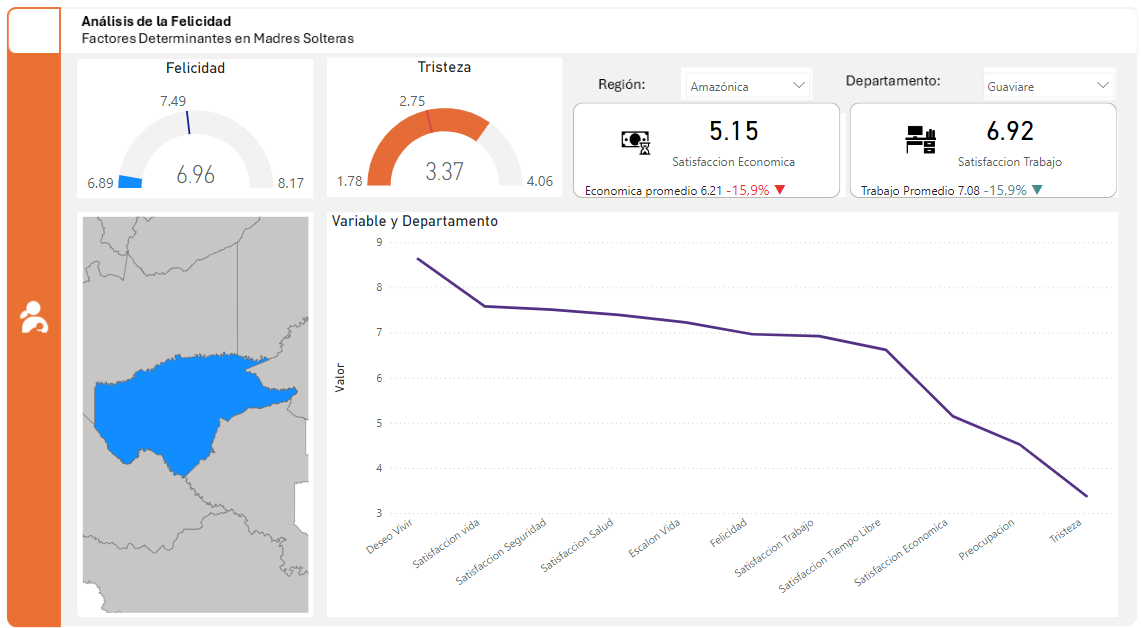 Análisis de la Felicidad
Factores Determinantes en Madres Solteras
Felicidad
7.49
6.89
6.96
8.17
Tristeza
2.75
1.78
3.37
4.06
Región:
Amazónica
Departamento:
Guaviare
5.15
Satisfaccion Economica
Economica promedio 6.21 -15,9% ▼
6.92
Satisfaccion Trabajo
Trabajo Promedio 7.08 -15,9% ▼
Variable y Departamento
Valor
9
8
7
6
5
4
3
Deseo Vivir
Satisfaccion vida
Satisfaccion Seguridad
Satisfaccion Salud
Escalon Vida
Felicidad
Satisfaccion Trabajo
Satisfaccion Tiempo Libre
Satisfaccion Economica
Preocupacion
Tristeza